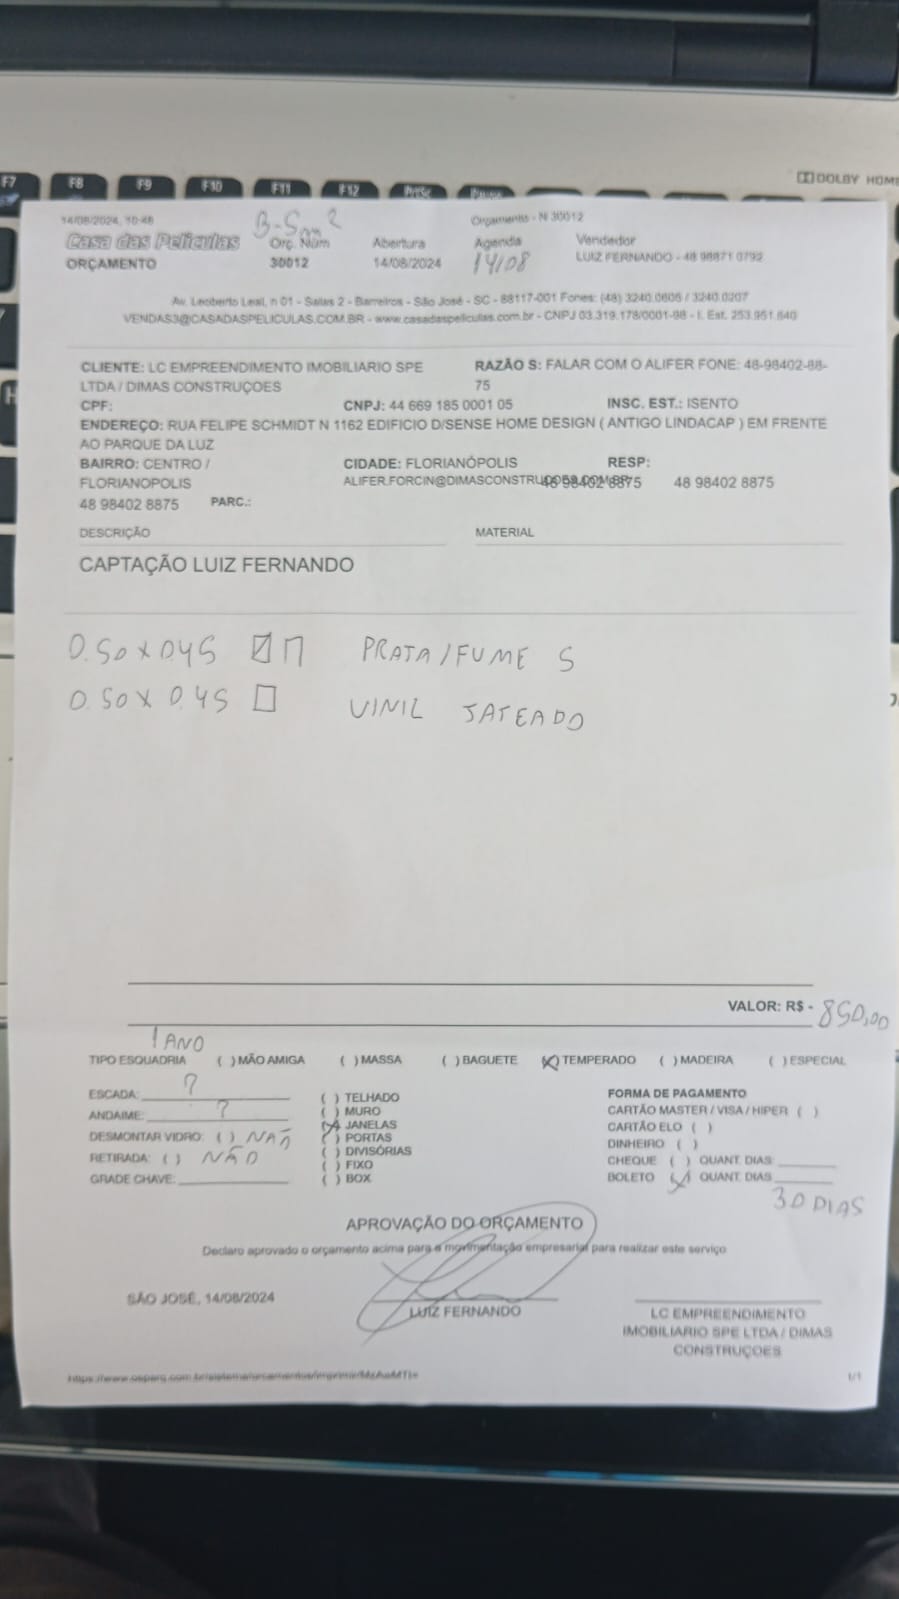 F7 F8 F9 F10 F11 F12 PrtSc Pause
DOLBY HOME
14/08/2024, 10:46
Orçamento - N 30012
Casa das Películas
Orç. Núm
Abertura
Agenda
Vendedor
ORÇAMENTO
30012
14/08/2024
14/08
LUIZ FERNANDO - 48 98871 0792
Av. Leoberto Leal, n 01 - Salas 2 - Barreiros - São José - SC - 88117-001 Fones: (48) 3240.0606 / 3240.0207
VENDAS3@CASADASPELICULAS.COM.BR - www.casadaspeliculas.com.br - CNPJ 03.319.178/0001-98 - I. Est. 253.951.640
CLIENTE: LC EMPREENDIMENTO IMOBILIARIO SPE
LTDA / DIMAS CONSTRUÇOES
RAZÃO S: FALAR COM O ALIFER FONE: 48-98402-88-
75
CPF:
CNPJ: 44 669 185 0001 05
INSC. EST.: ISENTO
ENDEREÇO: RUA FELIPE SCHMIDT N 1162 EDIFICIO D/SENSE HOME DESIGN ( ANTIGO LINDACAP ) EM FRENTE
AO PARQUE DA LUZ
BAIRRO: CENTRO /
FLORIANOPOLIS
CIDADE: FLORIANÓPOLIS
RESP:
ALIFER.FORCIN@DIMASCONSTRUCOES.COM.BR
48 98402 8875
48 98402 8875
48 98402 8875
PARC.:
DESCRIÇÃO
MATERIAL
CAPTAÇÃO LUIZ FERNANDO
0.50 x 0.45 PRATA/FUME S
0.50 x 0.45 VINIL JATEADO
VALOR: R$ - 850,00
1 ANO
TIPO ESQUADRIA ( ) MÃO AMIGA ( ) MASSA ( ) BAGUETE (X) TEMPERADO ( ) MADEIRA ( ) ESPECIAL
ESCADA: ?
ANDAIME: ?
DESMONTAR VIDRO: ( ) NÃO
RETIRADA: ( ) NÃO
GRADE CHAVE:
( ) TELHADO
( ) MURO
(X) JANELAS
( ) PORTAS
( ) DIVISÓRIAS
( ) FIXO
( ) BOX
FORMA DE PAGAMENTO
CARTÃO MASTER / VISA / HIPER ( )
CARTÃO ELO ( )
DINHEIRO ( )
CHEQUE ( ) QUANT. DIAS:
BOLETO (X) QUANT. DIAS:
30 DIAS
APROVAÇÃO DO ORÇAMENTO
Declaro aprovado o orçamento acima para a movimentação empresarial para realizar este serviço
SÃO JOSÉ, 14/08/2024
LUIZ FERNANDO
LC EMPREENDIMENTO
IMOBILIARIO SPE LTDA / DIMAS
CONSTRUÇOES
1/1